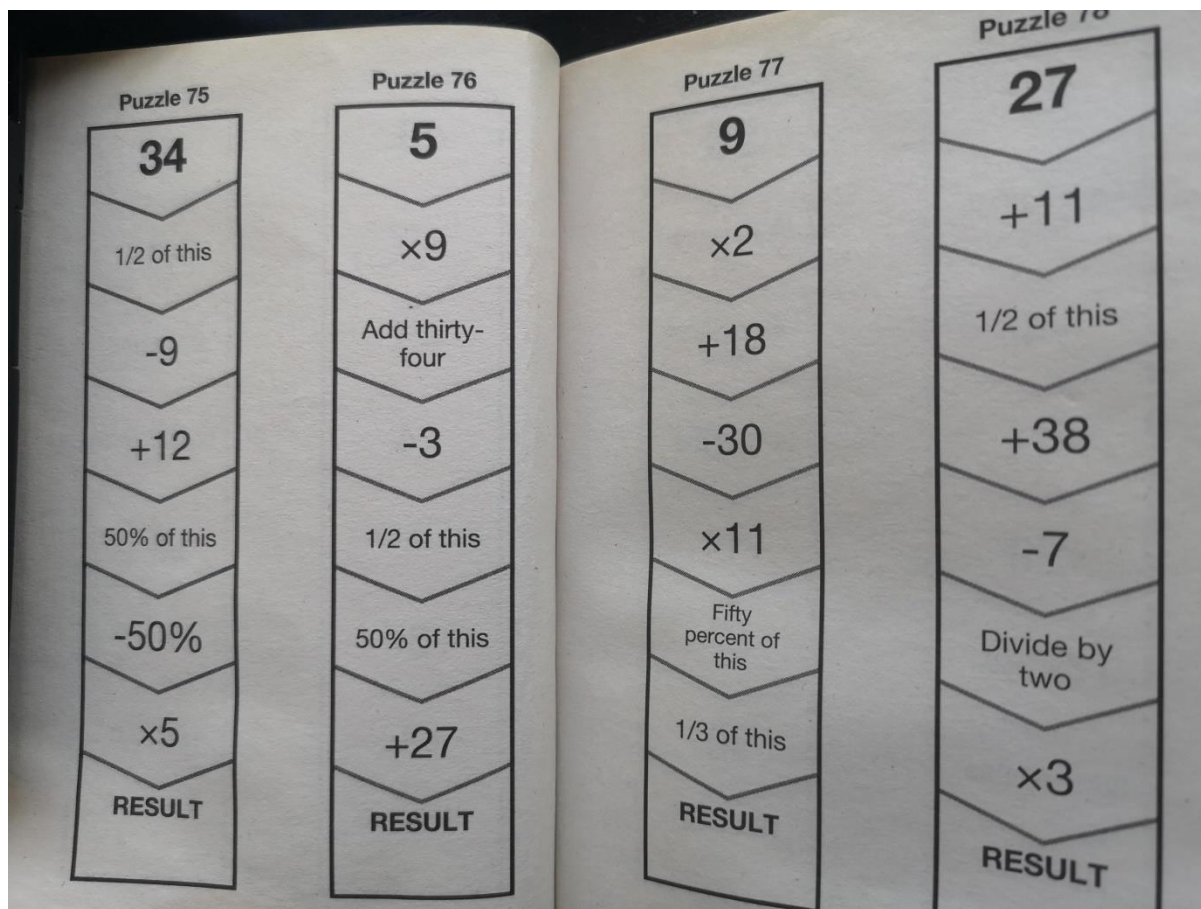 Puzzle 75
34
1/2 of this
-9
+12
50% of this
-50%
×5
RESULT
Puzzle 76
5
×9
Add thirty-
four
-3
1/2 of this
50% of this
+27
RESULT
Puzzle 77
9
×2
+18
-30
×11
Fifty
percent of
this
1/3 of this
RESULT
Puzzle 78
27
+11
1/2 of this
+38
-7
Divide by
two
×3
RESULT